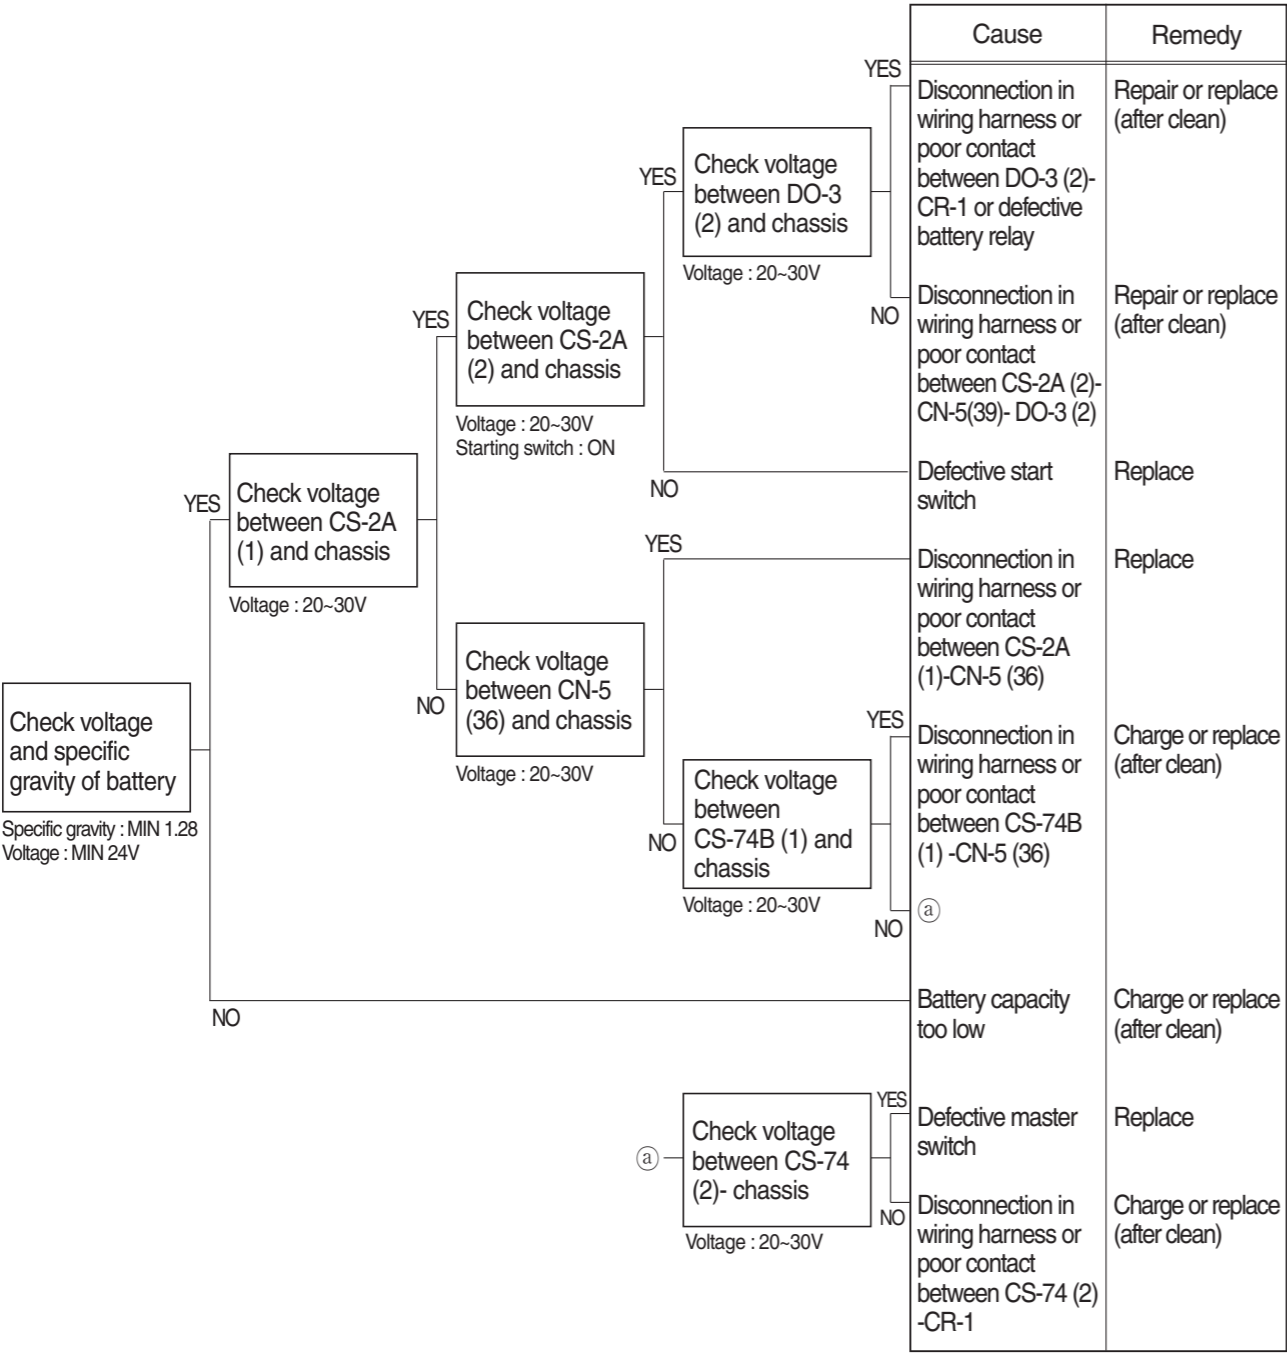 Cause
Remedy
YES
Disconnection in
wiring harness or
poor contact
between DO-3 (2)-
CR-1 or defective
battery relay
Repair or replace
(after clean)
YES
Check voltage
between DO-3
(2) and chassis
Voltage : 20~30V
NO
Disconnection in
wiring harness or
poor contact
between CS-2A (2)-
CN-5(39)- DO-3 (2)
Repair or replace
(after clean)
YES
Check voltage
between CS-2A
(2) and chassis
Voltage : 20~30V
Starting switch : ON
NO
Defective start
switch
Replace
YES
Check voltage
between CS-2A
(1) and chassis
Voltage : 20~30V
YES
Disconnection in
wiring harness or
poor contact
between CS-2A
(1)-CN-5 (36)
Replace
NO
Check voltage
between CN-5
(36) and chassis
Voltage : 20~30V
YES
Disconnection in
wiring harness or
poor contact
between CS-74B
(1) -CN-5 (36)
Charge or replace
(after clean)
NO
Check voltage
between
CS-74B (1) and
chassis
Voltage : 20~30V
NO
ⓐ
Check voltage
and specific
gravity of battery
Specific gravity : MIN 1.28
Voltage : MIN 24V
NO
Battery capacity
too low
Charge or replace
(after clean)
ⓐ
Check voltage
between CS-74
(2)- chassis
Voltage : 20~30V
YES
Defective master
switch
Replace
NO
Disconnection in
wiring harness or
poor contact
between CS-74 (2)
-CR-1
Charge or replace
(after clean)